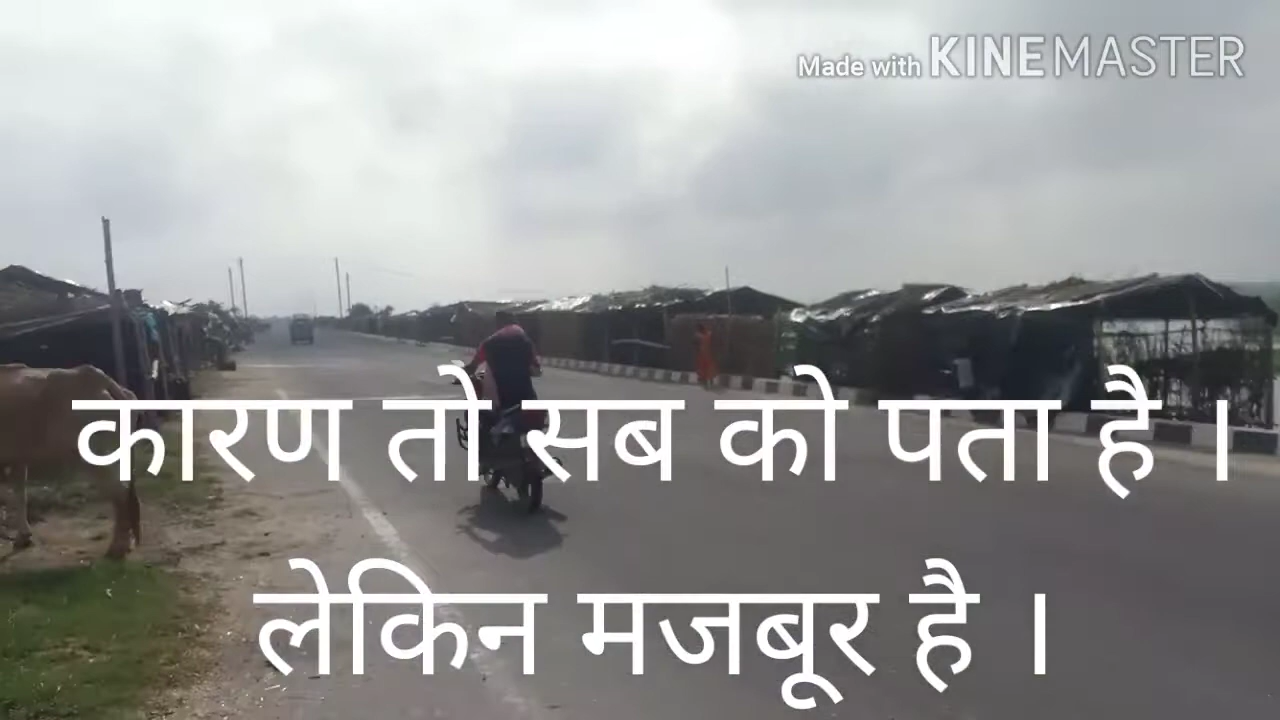 Made with KINEMASTER
कारण तो सब को पता है ।
लेकिन मजबूर है ।